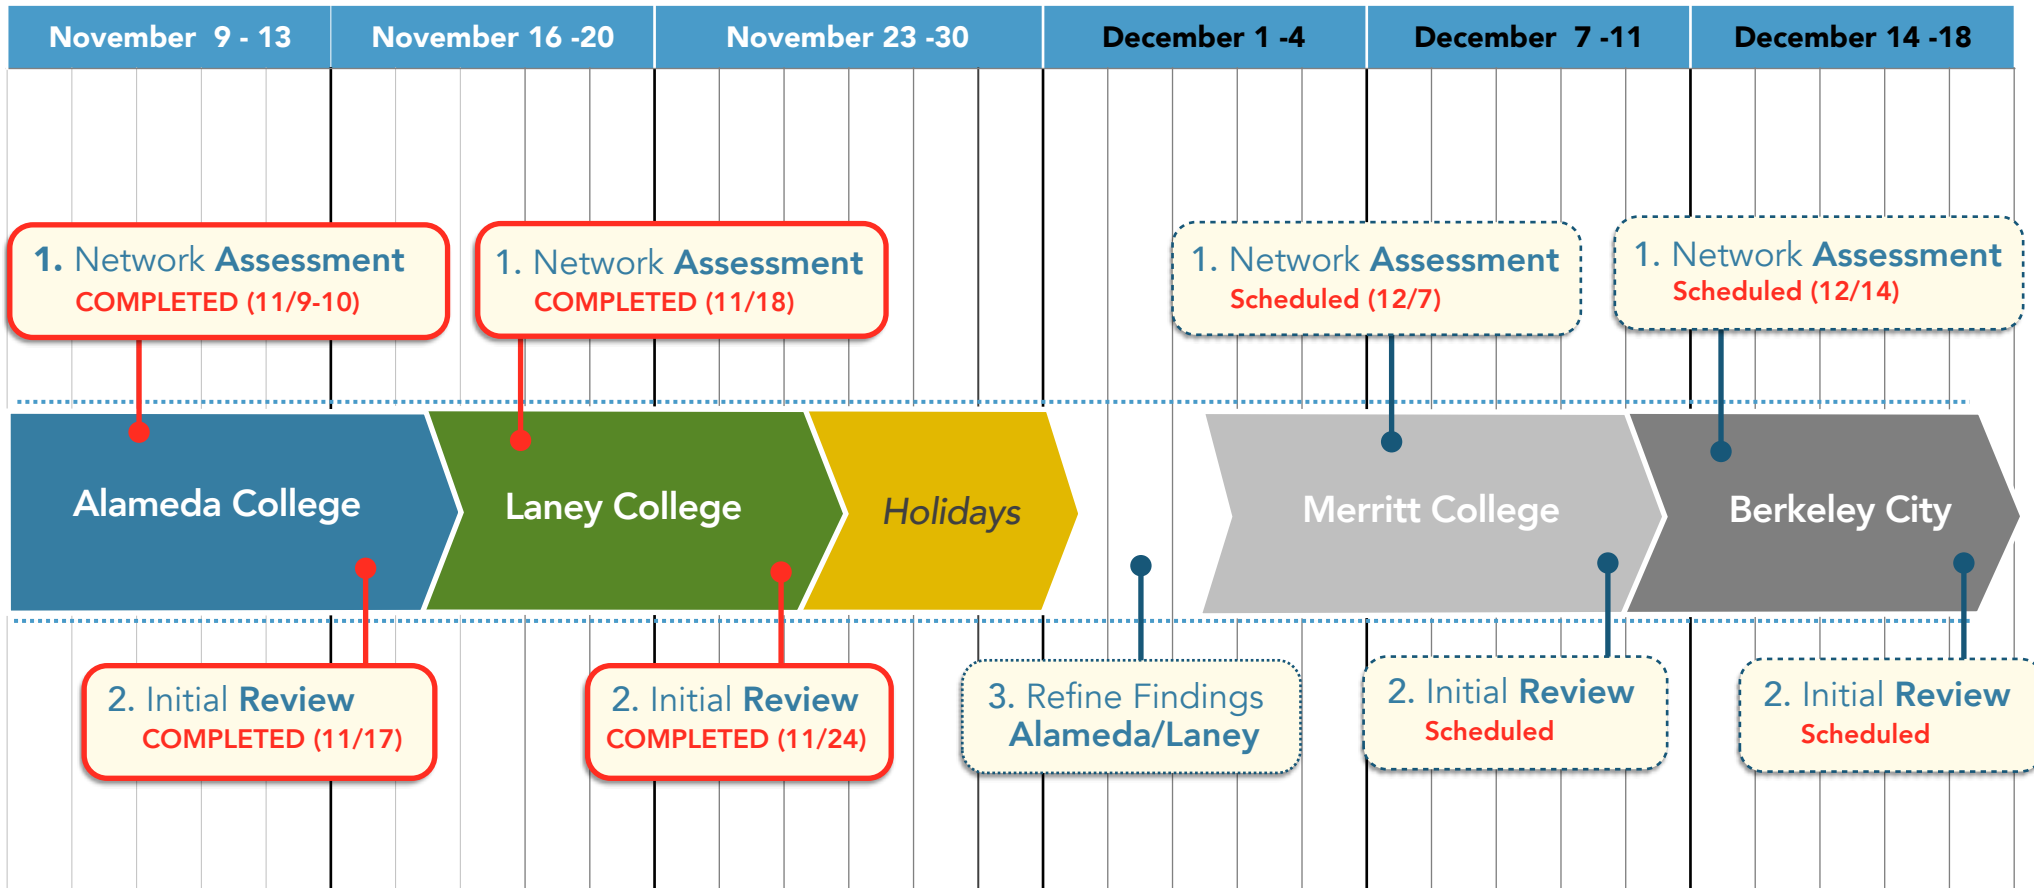 November 9 - 13
November 16 -20
November 23 -30
December 1 -4
December 7 -11
December 14 -18
1. Network Assessment
COMPLETED (11/9-10)
1. Network Assessment
COMPLETED (11/18)
1. Network Assessment
Scheduled (12/7)
1. Network Assessment
Scheduled (12/14)
Alameda College
Laney College
Holidays
Merritt College
Berkeley City
2. Initial Review
COMPLETED (11/17)
2. Initial Review
COMPLETED (11/24)
3. Refine Findings
Alameda/Laney
2. Initial Review
Scheduled
2. Initial Review
Scheduled